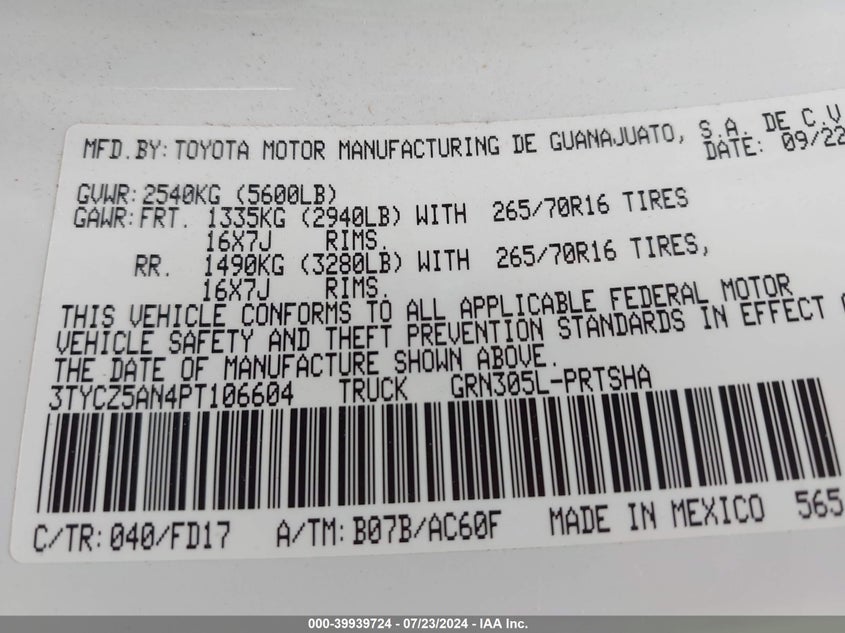 MFD. BY: TOYOTA MOTOR MANUFACTURING DE GUANAJUATO, S.A. DE C.V
DATE: 09/22
GVWR: 2540KG (5600LB)
GAWR: FRT. 1335KG (2940LB) WITH 265/70R16 TIRES
16X7J RIMS.
RR. 1490KG (3280LB) WITH 265/70R16 TIRES,
16X7J RIMS.
THIS VEHICLE CONFORMS TO ALL APPLICABLE FEDERAL MOTOR
VEHICLE SAFETY AND THEFT PREVENTION STANDARDS IN EFFECT
THE DATE OF MANUFACTURE SHOWN ABOVE.
3TYCZ5AN4PT106604 TRUCK GRN305L-PRTSHA
C/TR: 040/FD17 A/TM: B07B/AC60F MADE IN MEXICO 565
000-39939724 - 07/23/2024 - IAA Inc.